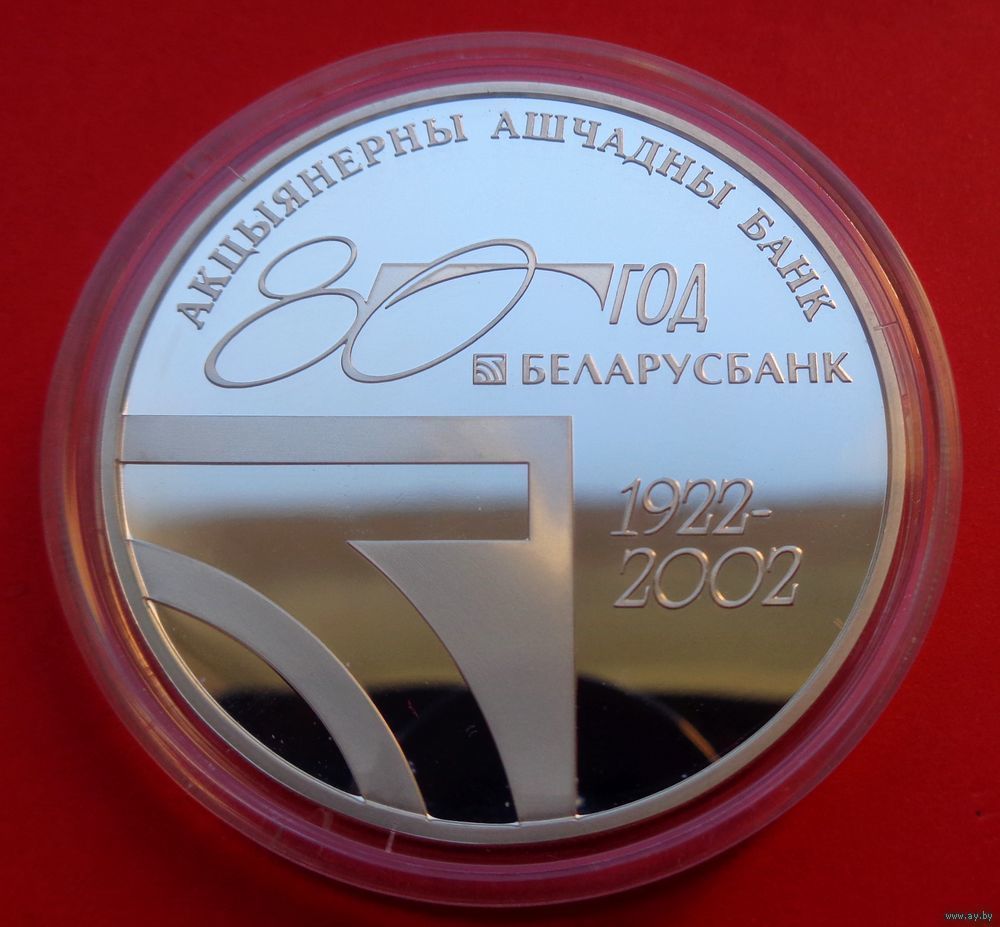 АКЦЫЯНЕРНЫ АШЧАДНЫ БАНК
80 ГОД
БЕЛАРУСБАНК
1922-
2002
www.ay.by